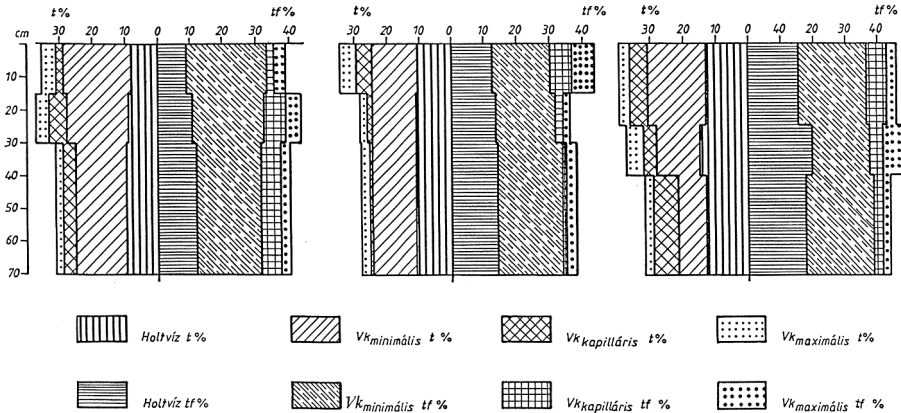 t% tf% t% tf% t% tf%
cm 30 20 10 0 10 20 30 40 30 20 10 0 10 20 30 40 30 20 10 0 10 20 30 40
10
20
30
40
50
60
70
Holtvíz t% Vkminimális t% Vkkapilláris t% Vkmaximális t%
Holtvíz tf% Vkminimális tf% Vkkapilláris tf% Vkmaximális tf%